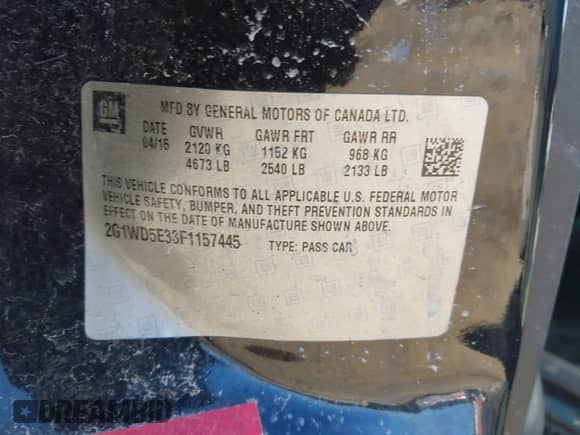 GM
MFD BY GENERAL MOTORS OF CANADA LTD.
DATE GVWR GAWR FRT GAWR RR
04/15 2120 KG 1152 KG 968 KG
4673 LB 2540 LB 2133 LB
THIS VEHICLE CONFORMS TO ALL APPLICABLE U.S. FEDERAL MOTOR
VEHICLE SAFETY, BUMPER, AND THEFT PREVENTION STANDARDS IN
EFFECT ON THE DATE OF MANUFACTURE SHOWN ABOVE.
2G1WD5E33F1157445 TYPE: PASS CAR
DREAMBID